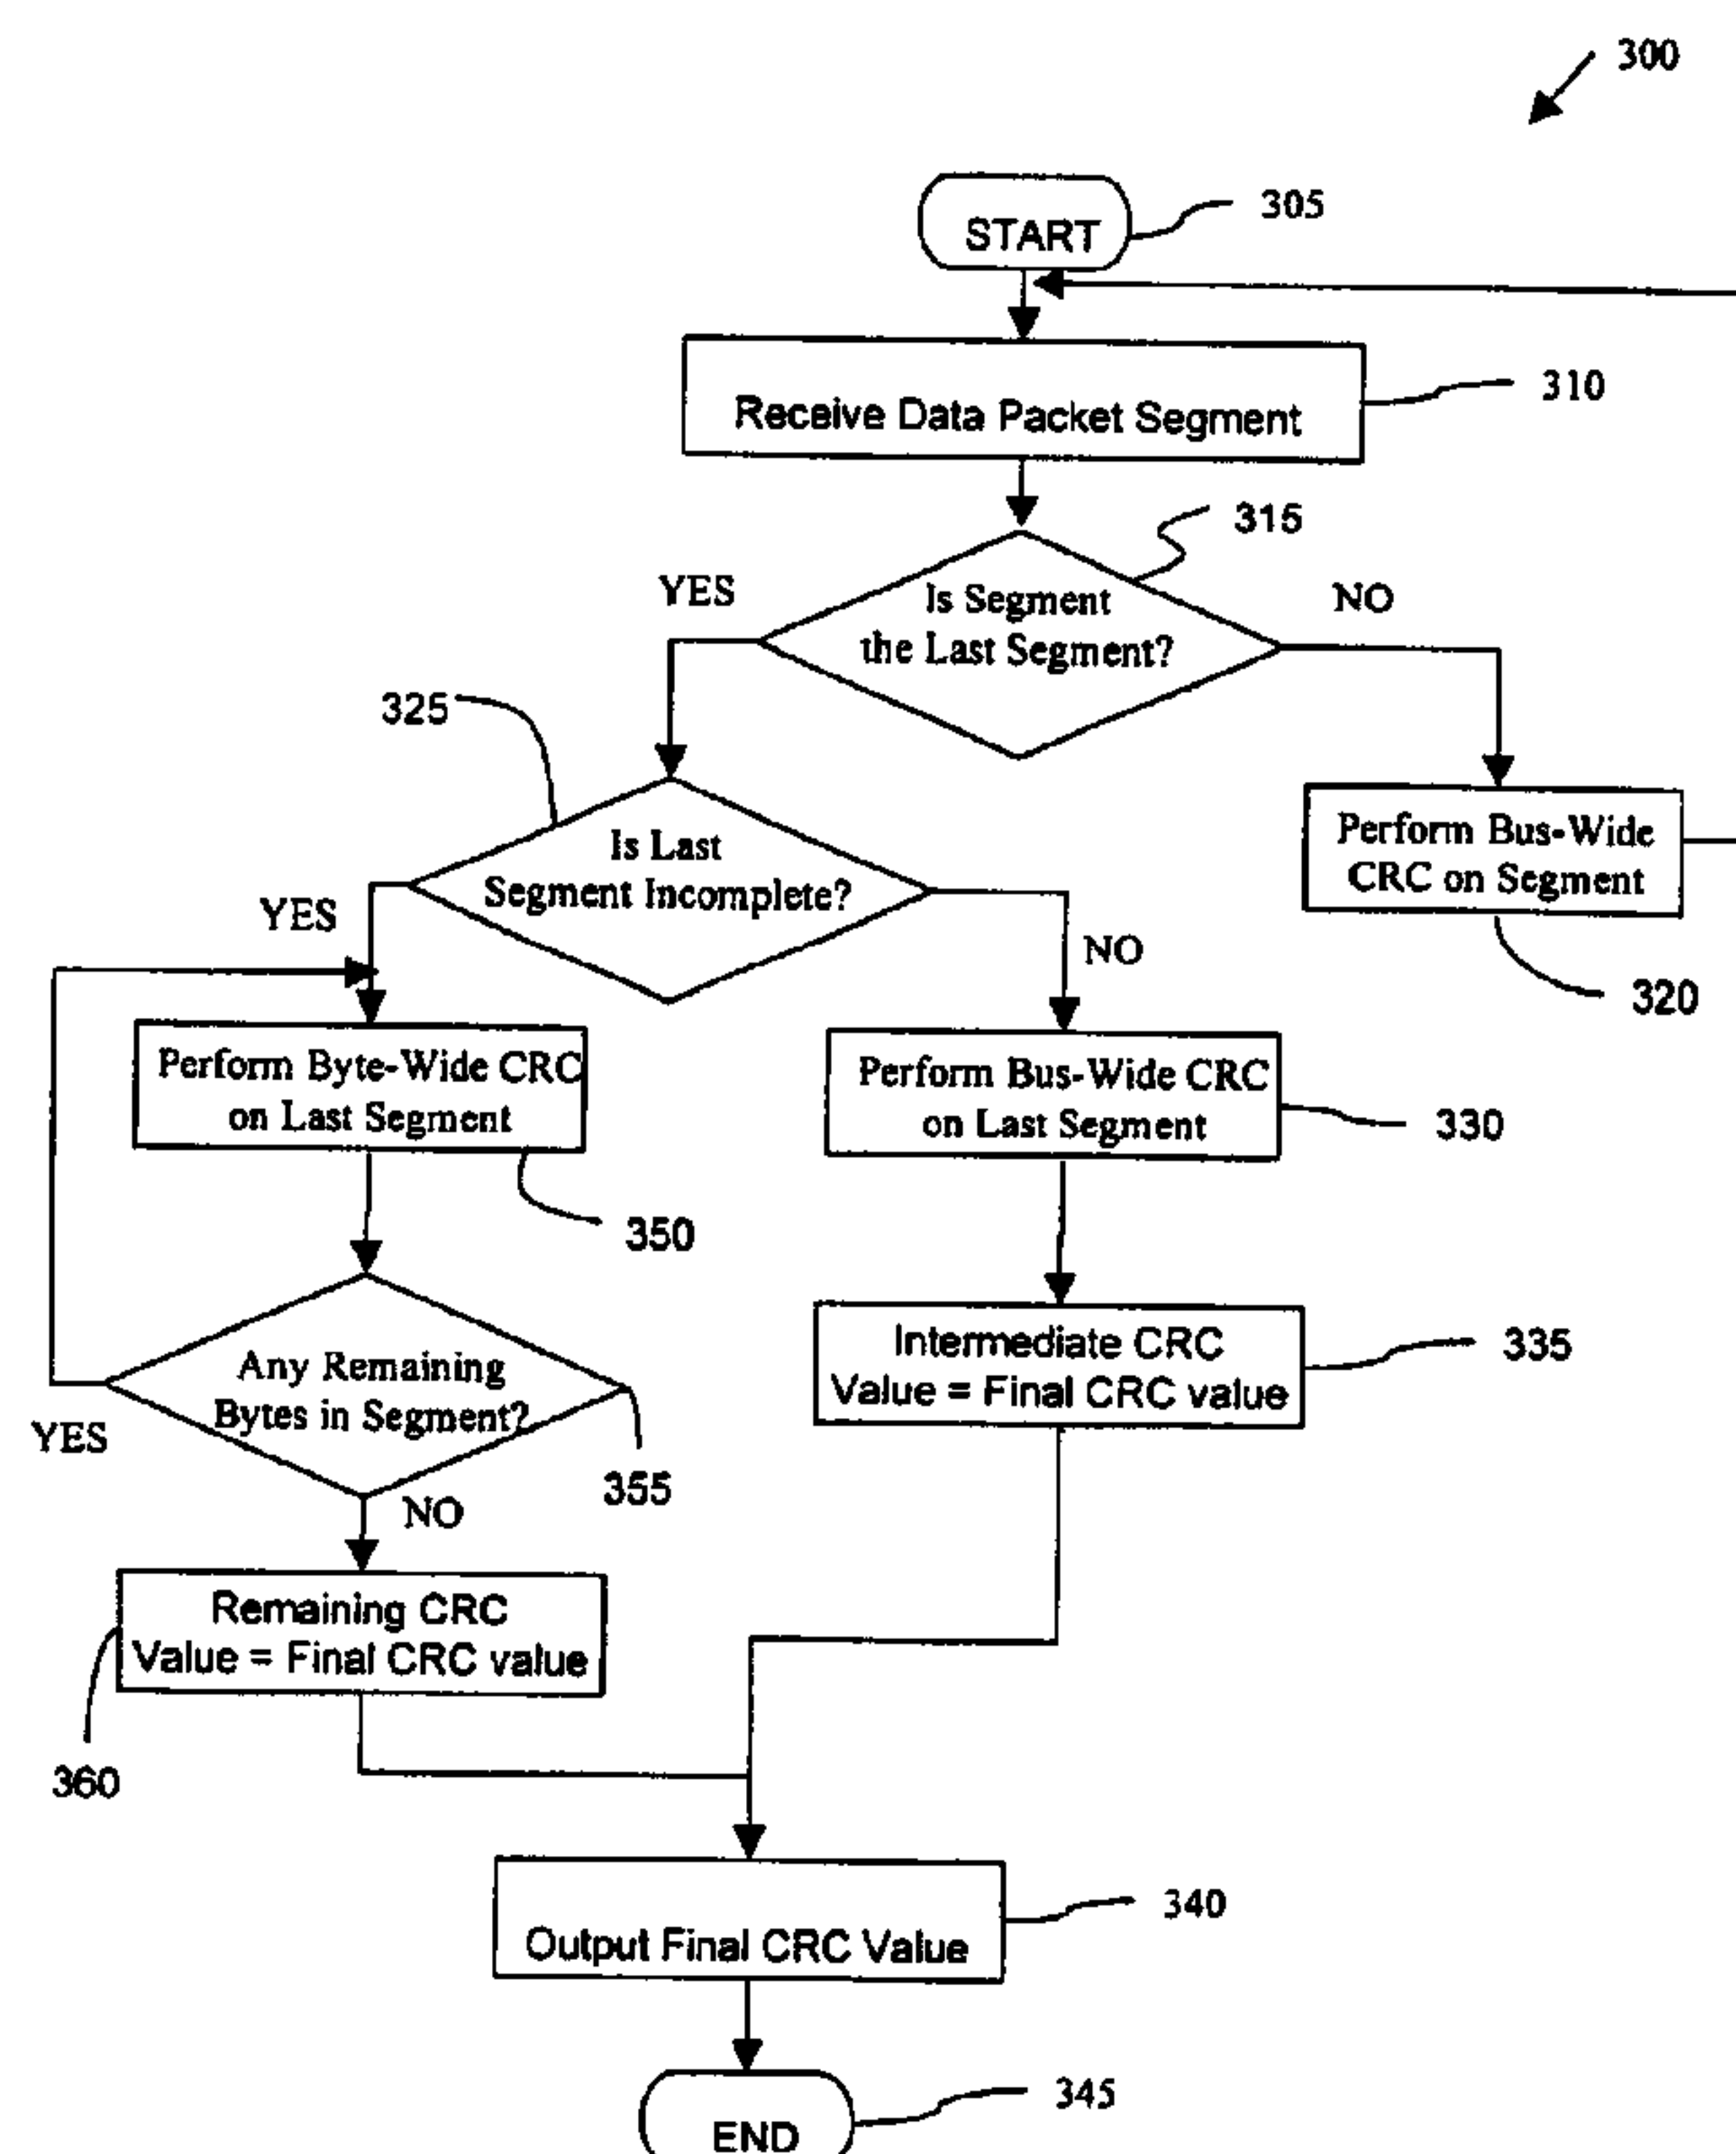 300
START
305
Receive Data Packet Segment
310
315
YES
Is Segment
the Last Segment?
NO
325
Is Last
Segment Incomplete?
YES
NO
Perform Bus-Wide
CRC on Segment
320
Perform Byte-Wide CRC
on Last Segment
350
Perform Bus-Wide CRC
on Last Segment
330
Any Remaining
Bytes in Segment?
YES
355
NO
Intermediate CRC
Value = Final CRC value
335
Remaining CRC
Value = Final CRC value
360
Output Final CRC Value
340
END
345